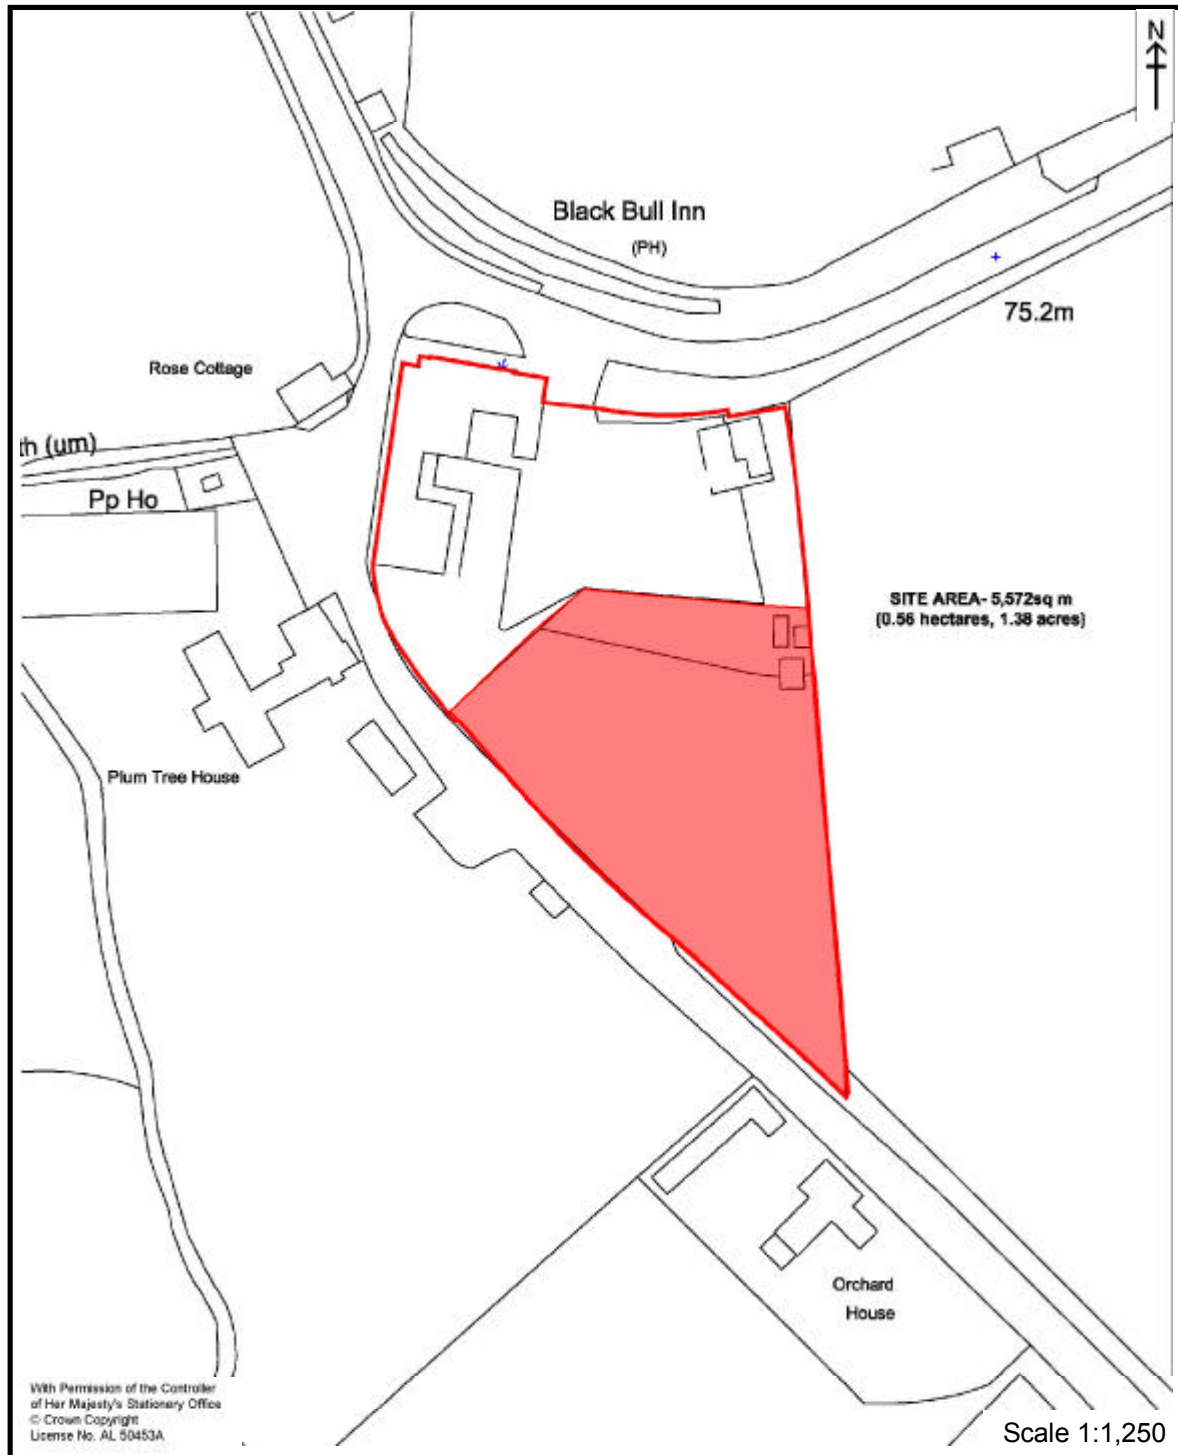 N
Black Bull Inn
(PH)
75.2m
Rose Cottage
th (um)
Pp Ho
SITE AREA- 5,572sq m
(0.56 hectares, 1.38 acres)
Plum Tree House
Orchard
House
With Permission of the Controller
of Her Majesty's Stationery Office
© Crown Copyright
License No. AL 50453A
Scale 1:1,250